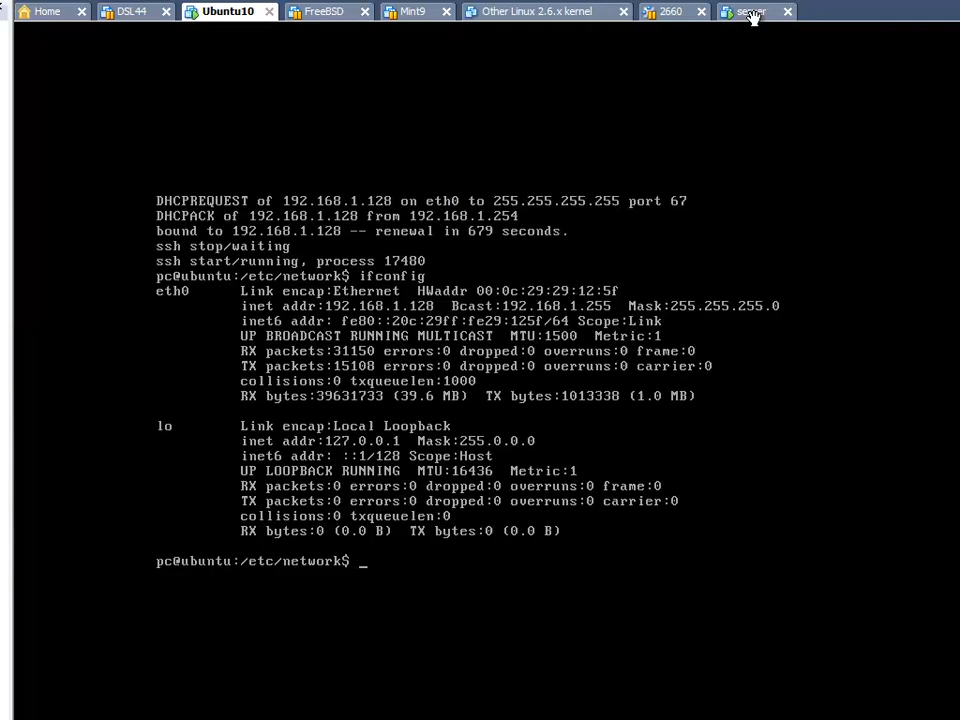 Home DSL44 Ubuntu10 FreeBSD Mint9 Other Linux 2.6.x kernel 2660
DHCPREQUEST of 192.168.1.128 on eth0 to 255.255.255.255 port 67
DHCPACK of 192.168.1.128 from 192.168.1.254
bound to 192.168.1.128 -- renewal in 679 seconds.
ssh stop/waiting
ssh start/running, process 17480
pc@ubuntu:/etc/network$ ifconfig
eth0 Link encap:Ethernet HWaddr 00:0c:29:29:12:5f
inet addr:192.168.1.128 Bcast:192.168.1.255 Mask:255.255.255.0
inet6 addr: fe80::20c:29ff:fe29:125f/64 Scope:Link
UP BROADCAST RUNNING MULTICAST MTU:1500 Metric:1
RX packets:31150 errors:0 dropped:0 overruns:0 frame:0
TX packets:15108 errors:0 dropped:0 overruns:0 carrier:0
collisions:0 txqueuelen:1000
RX bytes:39631733 (39.6 MB) TX bytes:1013338 (1.0 MB)
lo Link encap:Local Loopback
inet addr:127.0.0.1 Mask:255.0.0.0
inet6 addr: ::1/128 Scope:Host
UP LOOPBACK RUNNING MTU:16436 Metric:1
RX packets:0 errors:0 dropped:0 overruns:0 frame:0
TX packets:0 errors:0 dropped:0 overruns:0 carrier:0
collisions:0 txqueuelen:0
RX bytes:0 (0.0 B) TX bytes:0 (0.0 B)
pc@ubuntu:/etc/network$ _